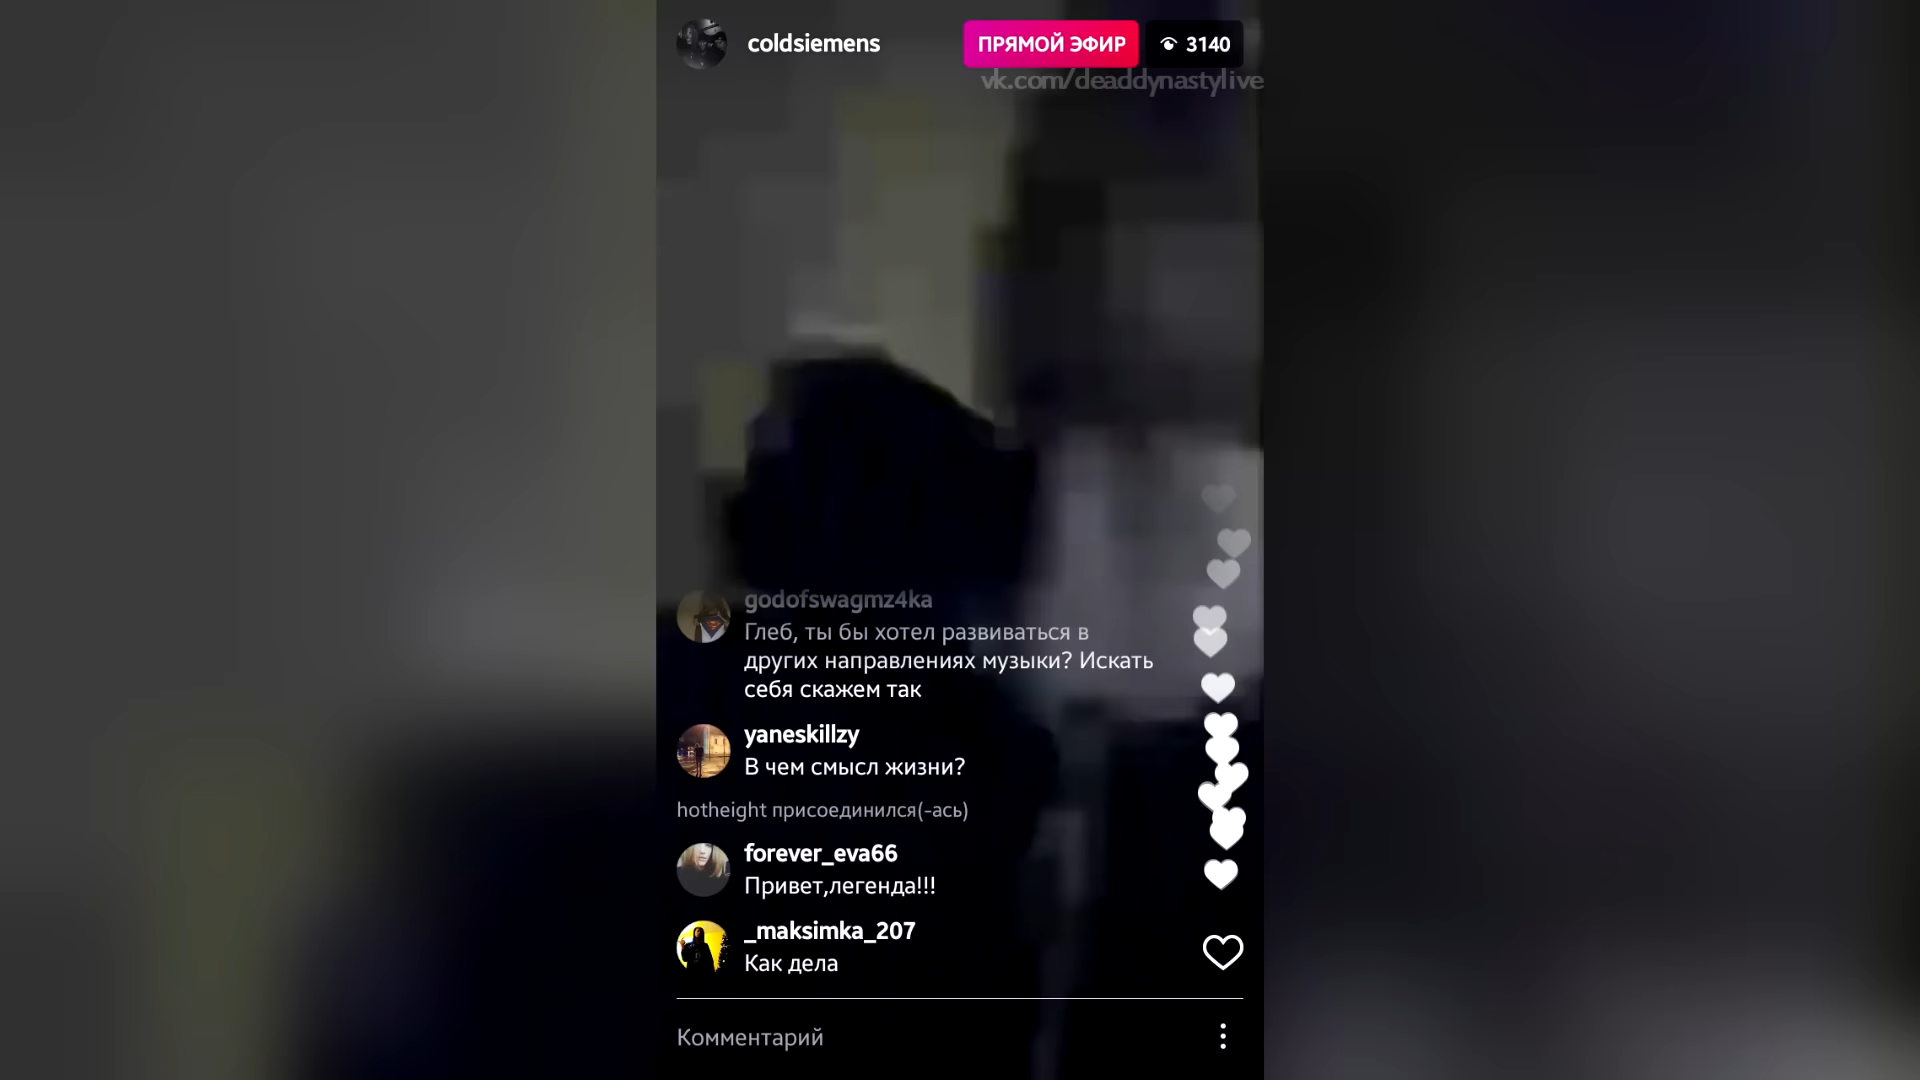 coldsiemens
ПРЯМОЙ ЭФИР
3140
vk.com/deaddynastylive
godofswagmz4ka
Глеб, ты бы хотел развиваться в
других направлениях музыки? Искать
себя скажем так
yaneskillzy
В чем смысл жизни?
hotheight присоединился(-ась)
forever_eva66
Привет,легенда!!!
_maksimka_207
Как дела
Комментарий